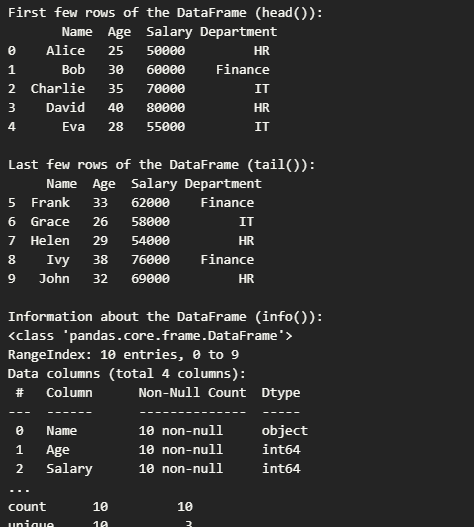 First few rows of the DataFrame (head()):
      Name  Age  Salary Department
0    Alice   25   50000         HR
1      Bob   30   60000    Finance
2  Charlie   35   70000         IT
3    David   40   80000         HR
4      Eva   28   55000         IT
Last few rows of the DataFrame (tail()):
    Name  Age  Salary Department
5  Frank   33   62000    Finance
6  Grace   26   58000         IT
7  Helen   29   54000         HR
8    Ivy   38   76000    Finance
9   John   32   69000         HR
Information about the DataFrame (info()):
<class 'pandas.core.frame.DataFrame'>
RangeIndex: 10 entries, 0 to 9
Data columns (total 4 columns):
 #   Column      Non-Null Count  Dtype
---  ------      --------------  -----
 0   Name        10 non-null     object
 1   Age         10 non-null     int64
 2   Salary      10 non-null     int64
...
count     10        10
unique    10         3